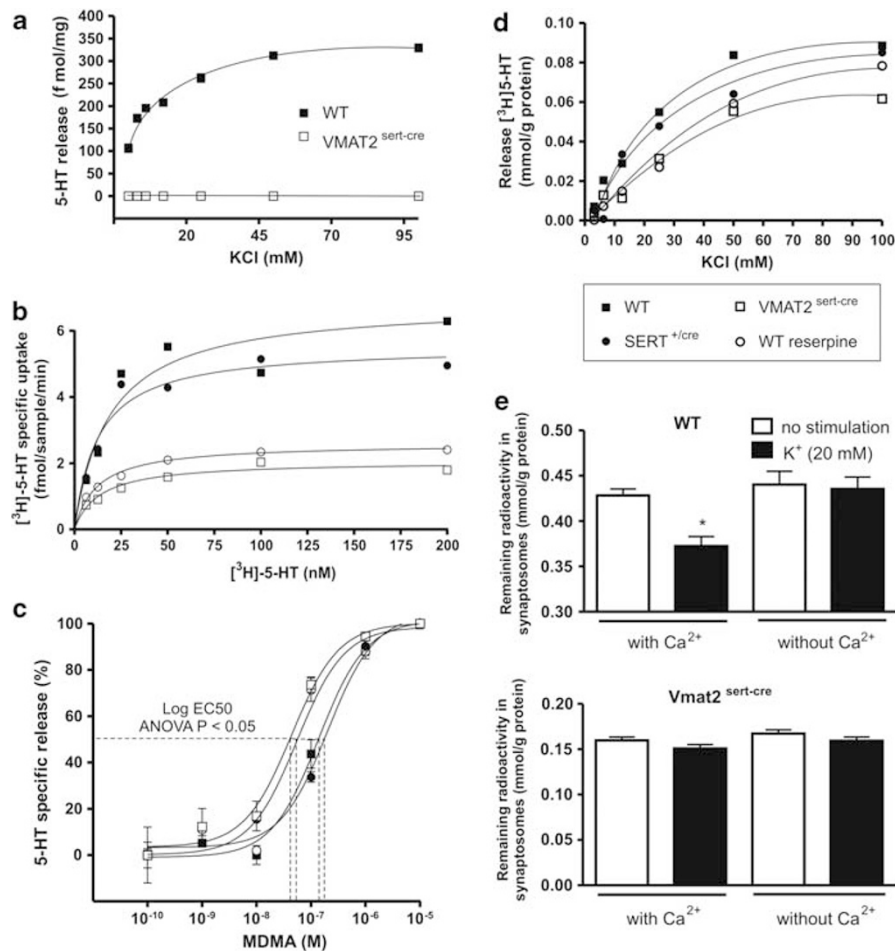 a
5-HT release (f mol/mg)
400
350
300
250
200
150
100
50
0
WT
VMAT2 sert-cre
20
45
70
95
KCl (mM)
b
[³H]-5-HT specific uptake
(fmol/sample/min)
6
4
2
0
0
25
50
75
100
125
150
175
200
[³H]-5-HT (nM)
c
5-HT specific release (%)
100
80
60
40
20
0
Log EC50
ANOVA P < 0.05
10-10
10-9
10-8
10-7
10-6
10-5
MDMA (M)
d
Release [³H]5-HT
(mmol/g protein)
0.10
0.08
0.06
0.04
0.02
0.00
0
10
20
30
40
50
60
70
80
90
100
KCl (mM)
WT
VMAT2 sert-cre
SERT +/cre
WT reserpine
e
WT
no stimulation
K+ (20 mM)
Remaining radioactivity in
synaptosomes (mmol/g protein)
0.50
0.45
0.40
0.35
0.30
*
with Ca2+
without Ca2+
Vmat2 sert-cre
Remaining radioactivity in
synaptosomes (mmol/g protein)
0.20
0.15
0.10
0.05
0.00
with Ca2+
without Ca2+